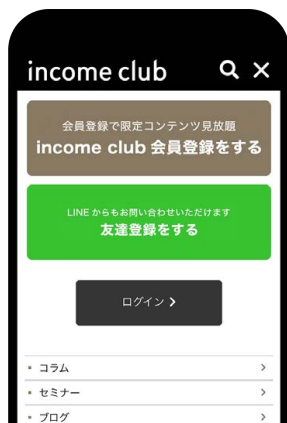 income club
会員登録で限定コンテンツ見放題
income club 会員登録をする
LINE からもお問い合わせいただけます
友達登録をする
ログイン
コラム
セミナー
ブログ